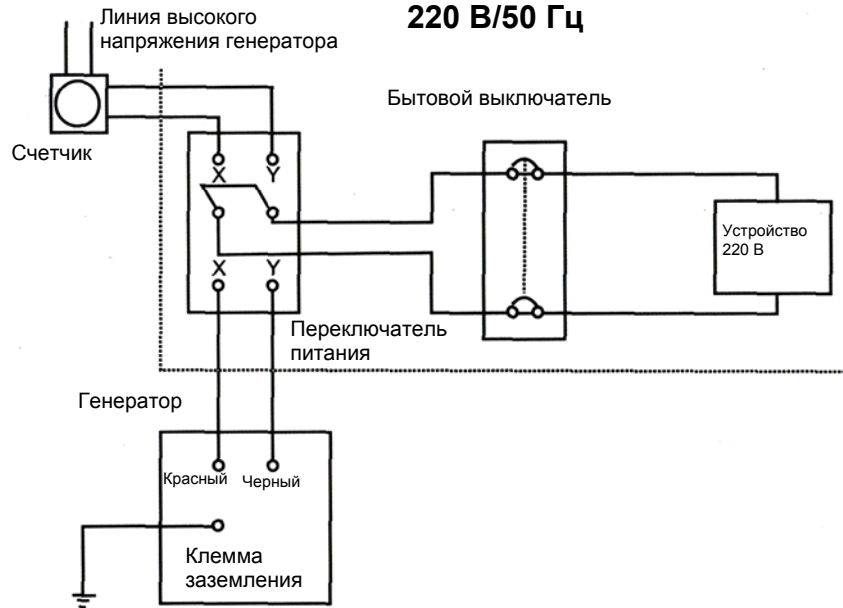 220 В/50 Гц
Линия высокого
напряжения генератора
Бытовой выключатель
Счетчик
X Y
Устройство
220 В
X Y
Переключатель
питания
Генератор
Красный Черный
Клемма
заземления